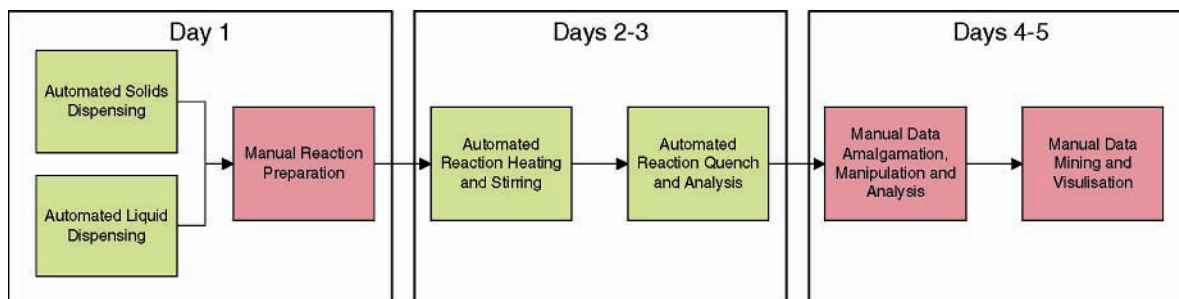 Day 1
Automated Solids
Dispensing
Automated Liquid
Dispensing
Manual Reaction
Preparation
Days 2-3
Automated
Reaction Heating
and Stirring
Automated
Reaction Quench
and Analysis
Days 4-5
Manual Data
Amalgamation,
Manipulation and
Analysis
Manual Data
Mining and
Visulisation